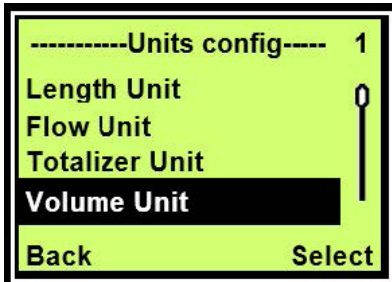 -----------Units config----- 1
Length Unit
Flow Unit
Totalizer Unit
Volume Unit
Back Select